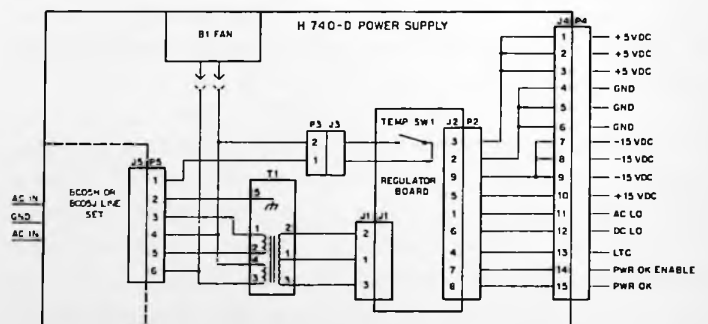 H 740-D POWER SUPPLY
B1 FAN
J4 P4
1 +5 VDC
2 +5 VDC
3 +5 VDC
4 GND
5 GND
6 GND
7 -15 VDC
8 -15 VDC
9 -15 VDC
10 +15 VDC
11 AC LO
12 DC LO
13 LTC
14 PWR OK ENABLE
15 PWR OK
P3 J3
2
1
TEMP SW1
REGULATOR
BOARD
J2 P2
3
2
9
5
1
6
4
7
8
J5 P5
1
2
3
4
5
6
BC05H OR
BC05J LINE
SET
AC IN
GND
AC IN
T1
5
1
2
4
3
2
1
3
J1 J1
2
1
3